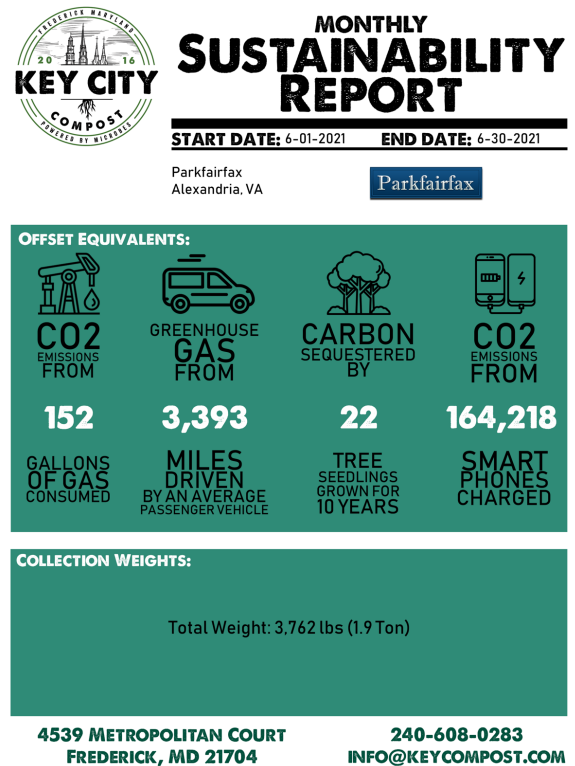 FREDERICK MARYLAND
20 16
KEY CITY
COMPOST
POWERED BY MICROBES
MONTHLY
SUSTAINABILITY
REPORT
START DATE: 6-01-2021 END DATE: 6-30-2021
Parkfairfax
Alexandria, VA
Parkfairfax
OFFSET EQUIVALENTS:
CO2
EMISSIONS
FROM
152
GALLONS
OF GAS
CONSUMED
GREENHOUSE
GAS
FROM
3,393
MILES
DRIVEN
BY AN AVERAGE
PASSENGER VEHICLE
CARBON
SEQUESTERED
BY
22
TREE
SEEDLINGS
GROWN FOR
10 YEARS
CO2
EMISSIONS
FROM
164,218
SMART
PHONES
CHARGED
COLLECTION WEIGHTS:
Total Weight: 3,762 lbs (1.9 Ton)
4539 METROPOLITAN COURT
FREDERICK, MD 21704
240-608-0283
INFO@KEYCOMPOST.COM